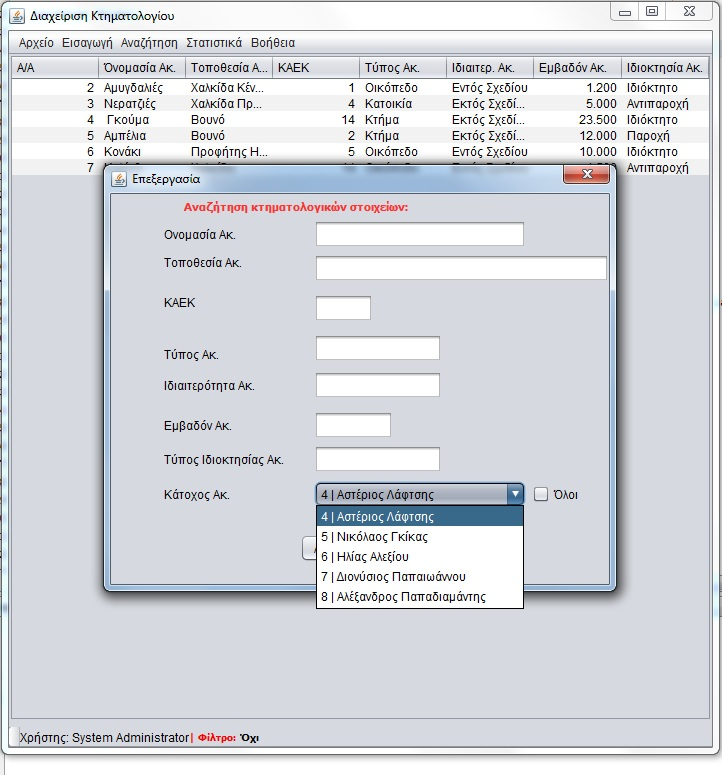 Διαχείριση Κτηματολογίου
Αρχείο Εισαγωγή Αναζήτηση Στατιστικά Βοήθεια
Α/Α Όνομασίες Ακ. Τοποθεσία Α... ΚΑΕΚ Τύπος Ακ. Ιδιαιτερ. Ακ. Εμβαδόν Ακ. Ιδιοκτησία Ακ.
2 Αμυγδαλιές Χαλκίδα Κέν... 1 Οικόπεδο Εντός Σχεδίου 1.200 Ιδιόκτητο
3 Νερατζιές Χαλκίδα Πρ... 4 Κατοικία Εκτός Σχεδί... 5.000 Αντιπαροχή
4 Γκούμα Βουνό 14 Κτήμα Εκτός Σχεδί... 23.500 Ιδιόκτητο
5 Αμπέλια Βουνό 2 Κτήμα Εκτός Σχεδί... 12.000 Παροχή
6 Κονάκι Προφήτης Η... 5 Οικόπεδο Εντός Σχεδίου 10.000 Ιδιόκτητο
7 Αντιπαροχή
Επεξεργασία
Αναζήτηση κτηματολογικών στοιχείων:
Ονομασία Ακ.
Τοποθεσία Ακ.
ΚΑΕΚ
Τύπος Ακ.
Ιδιαιτερότητα Ακ.
Εμβαδόν Ακ.
Τύπος Ιδιοκτησίας Ακ.
Κάτοχος Ακ. 4 | Αστέριος Λάφτσης Όλοι
4 | Αστέριος Λάφτσης
5 | Νικόλαος Γκίκας
6 | Ηλίας Αλεξίου
7 | Διονύσιος Παπαιωάννου
8 | Αλέξανδρος Παπαδιαμάντης
Χρήστης: System Administrator | Φίλτρο: Όχι